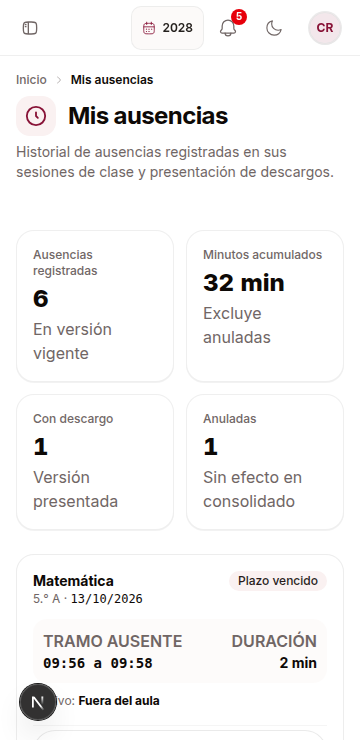 2028
5
CR
Inicio
Mis ausencias
Mis ausencias
Historial de ausencias registradas en sus
sesiones de clase y presentación de descargos.
Ausencias
registradas
6
En versión
vigente
Minutos acumulados
32 min
Excluye
anuladas
Con descargo
1
Versión
presentada
Anuladas
1
Sin efecto en
consolidado
Matemática
Plazo vencido
5.° A · 13/10/2026
TRAMO AUSENTE
DURACIÓN
09:56 a 09:58
2 min
vo: Fuera del aula
N